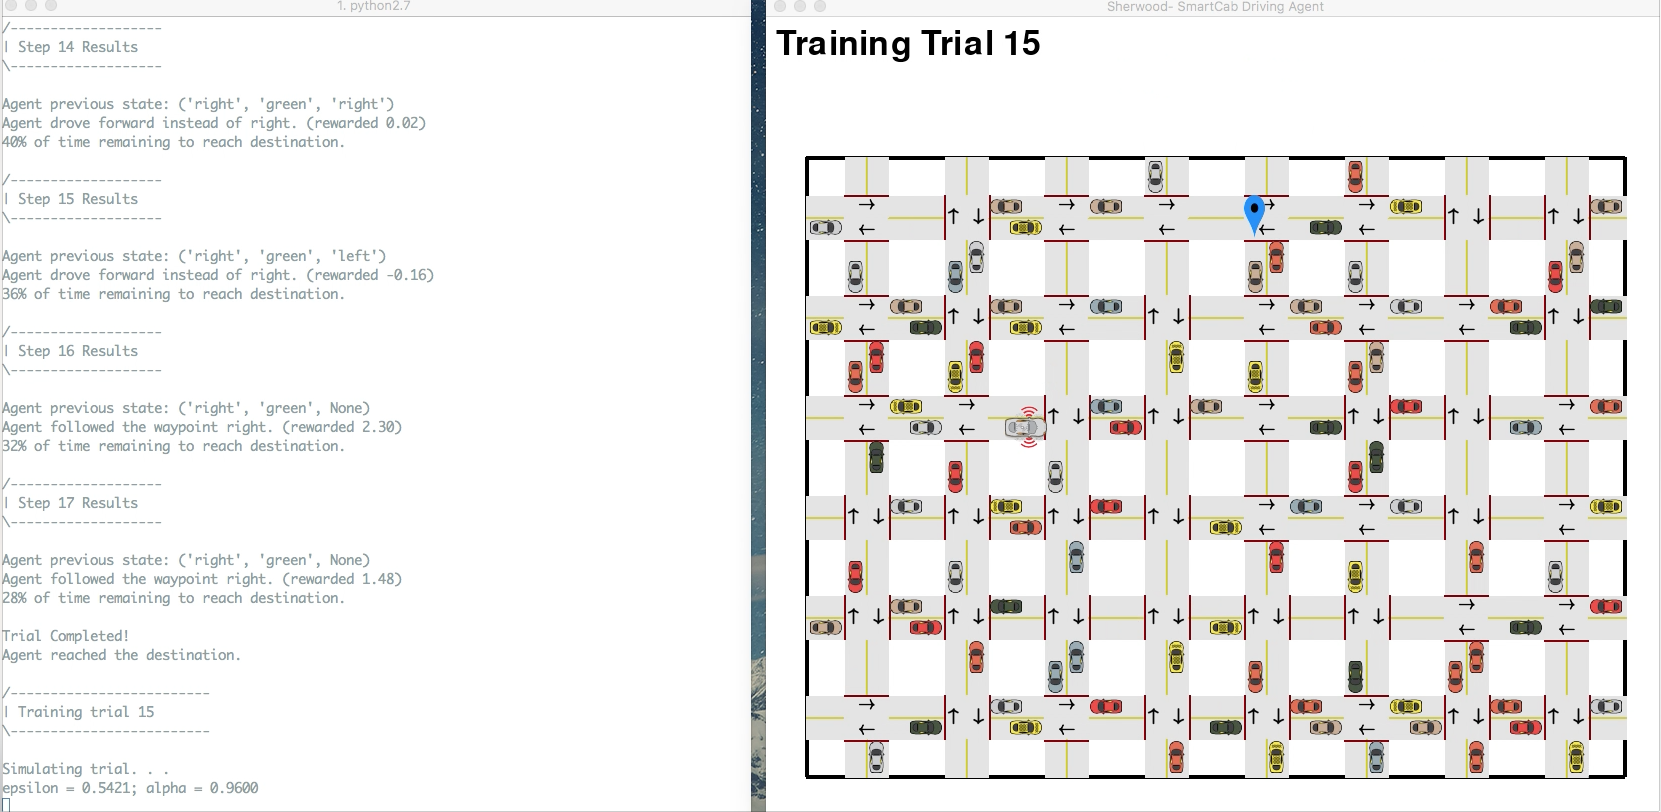 1. python2.7
/-------------------
| Step 14 Results
\-------------------
Agent previous state: ('right', 'green', 'right')
Agent drove forward instead of right. (rewarded 0.02)
40% of time remaining to reach destination.
/-------------------
| Step 15 Results
\-------------------
Agent previous state: ('right', 'green', 'left')
Agent drove forward instead of right. (rewarded -0.16)
36% of time remaining to reach destination.
/-------------------
| Step 16 Results
\-------------------
Agent previous state: ('right', 'green', None)
Agent followed the waypoint right. (rewarded 2.30)
32% of time remaining to reach destination.
/-------------------
| Step 17 Results
\-------------------
Agent previous state: ('right', 'green', None)
Agent followed the waypoint right. (rewarded 1.48)
28% of time remaining to reach destination.
Trial Completed!
Agent reached the destination.
/-------------------------
| Training trial 15
\-------------------------
Simulating trial. . .
epsilon = 0.5421; alpha = 0.9600
Sherwood- SmartCab Driving Agent
Training Trial 15